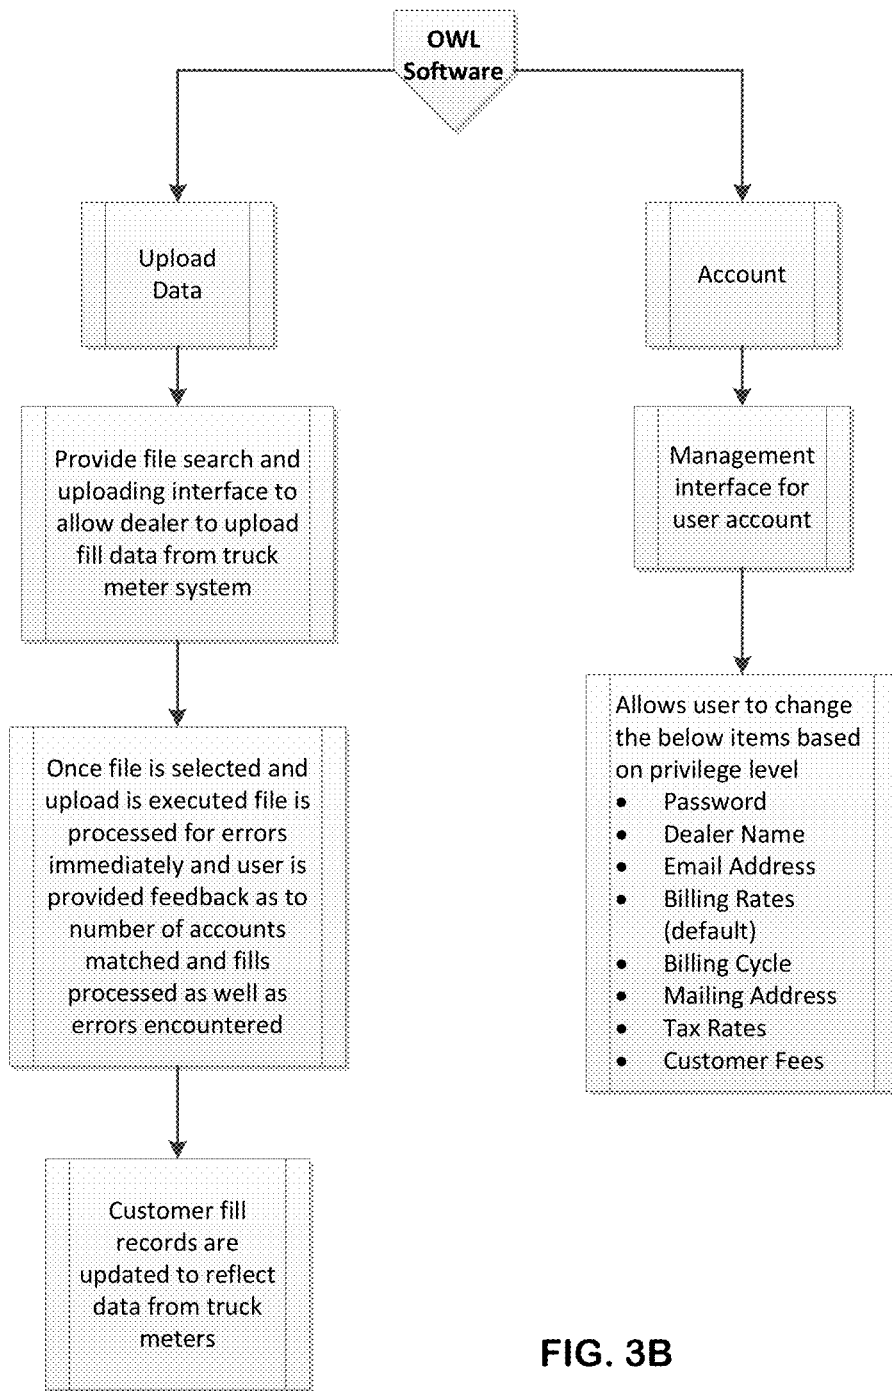 OWL
Software
Upload
Data
Provide file search and
uploading interface to
allow dealer to upload
fill data from truck
meter system
Once file is selected and
upload is executed file is
processed for errors
immediately and user is
provided feedback as to
number of accounts
matched and fills
processed as well as
errors encountered
Customer fill
records are
updated to reflect
data from truck
meters
Account
Management
interface for
user account
Allows user to change
the below items based
on privilege level
• Password
• Dealer Name
• Email Address
• Billing Rates
(default)
• Billing Cycle
• Mailing Address
• Tax Rates
• Customer Fees
FIG. 3B